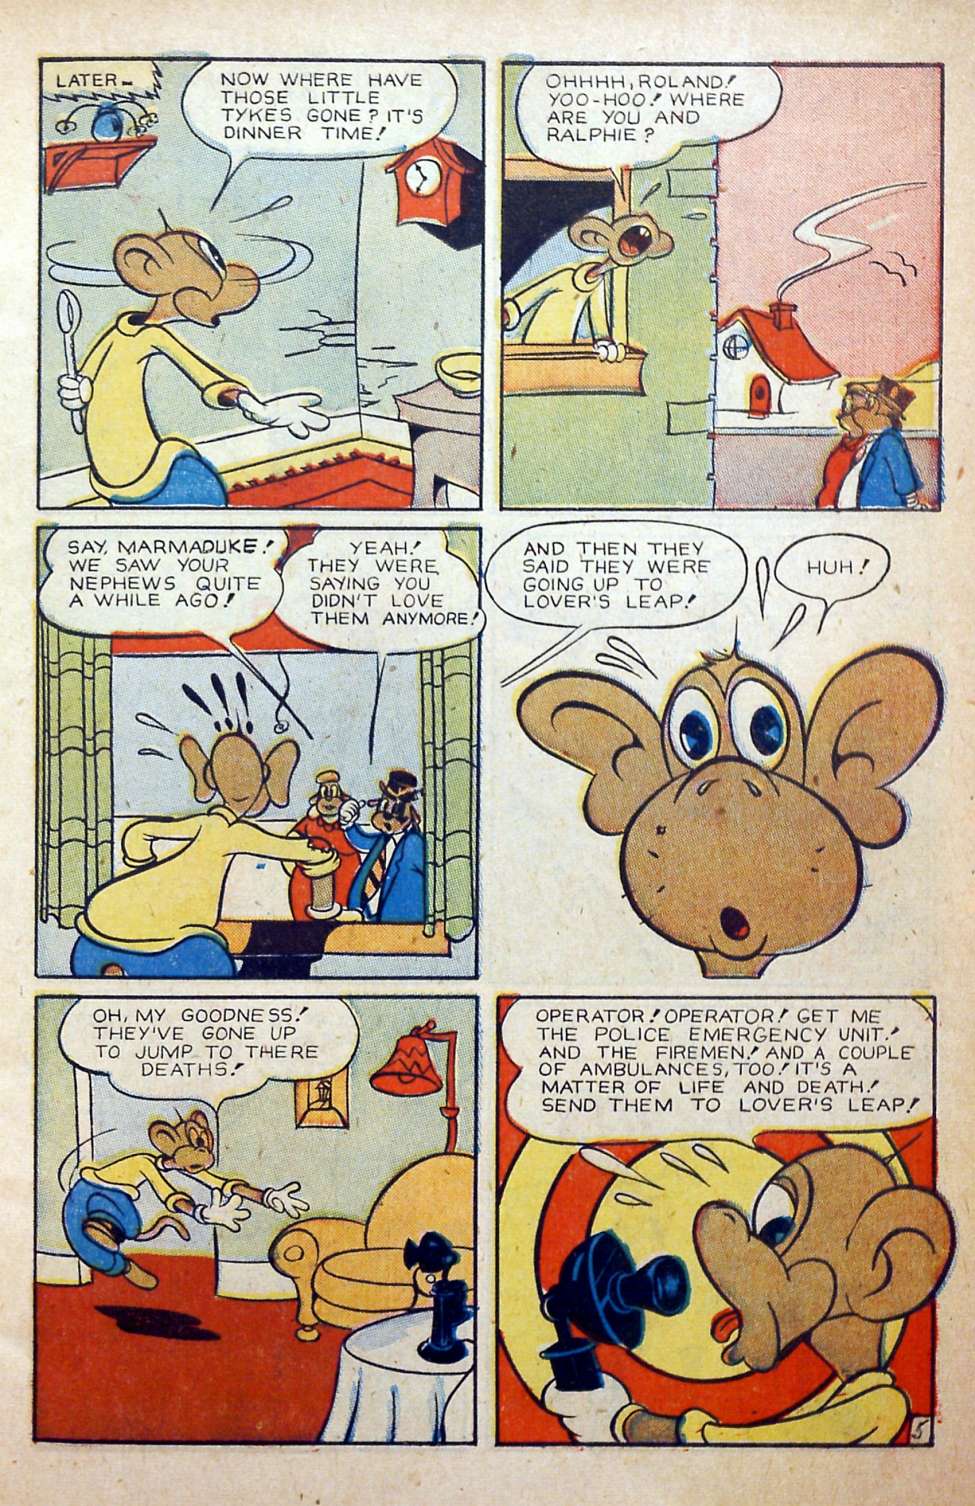 LATER-
NOW WHERE HAVE
THOSE LITTLE
TYKES GONE? IT'S
DINNER TIME!
OHHHH, ROLAND!
YOO-HOO! WHERE
ARE YOU AND
RALPHIE?
SAY, MARMADUKE!
WE SAW YOUR
NEPHEWS QUITE
A WHILE AGO!
YEAH!
THEY WERE
SAYING YOU
DIDN'T LOVE
THEM ANYMORE!
AND THEN THEY
SAID THEY WERE
GOING UP TO
LOVER'S LEAP!
HUH!
OH, MY GOODNESS!
THEY'VE GONE UP
TO JUMP TO THERE
DEATHS!
OPERATOR! OPERATOR! GET ME
THE POLICE EMERGENCY UNIT!
AND THE FIREMEN! AND A COUPLE
OF AMBULANCES, TOO! IT'S A
MATTER OF LIFE AND DEATH!
SEND THEM TO LOVER'S LEAP!
5